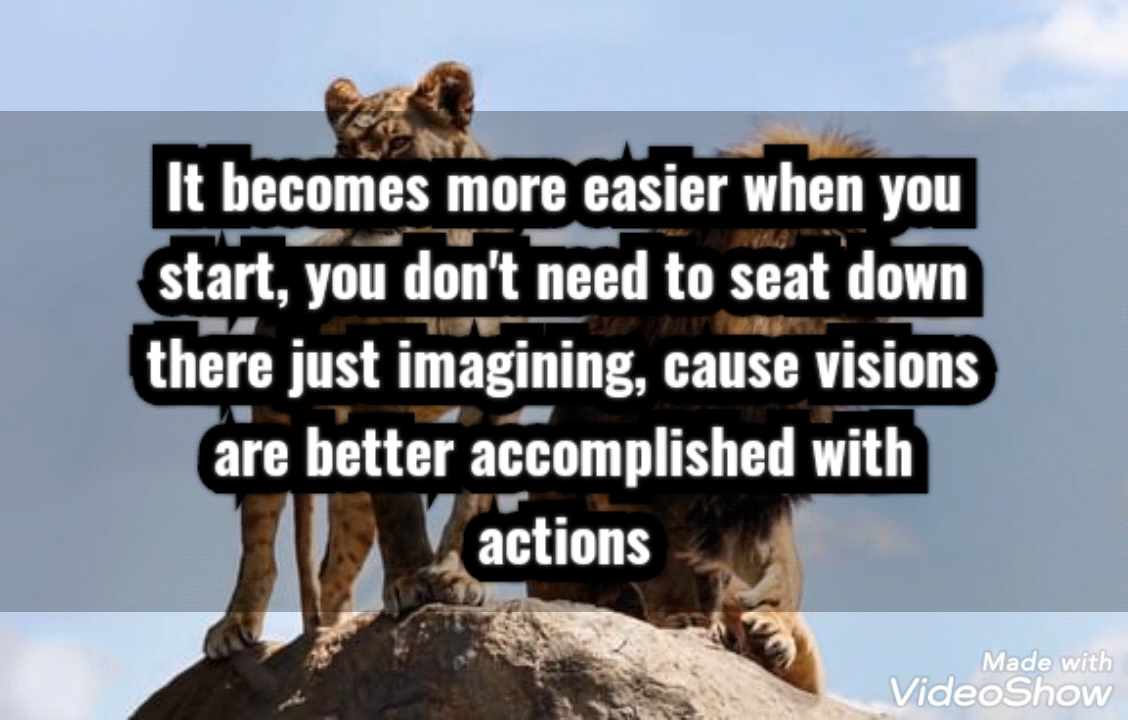 It becomes more easier when you
start, you don't need to seat down
there just imagining, cause visions
are better accomplished with
actions
Made with
VideoShow